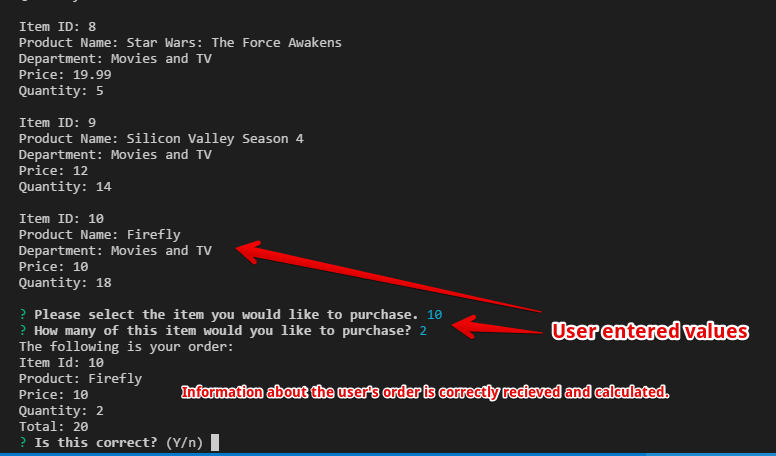 Item ID: 8
Product Name: Star Wars: The Force Awakens
Department: Movies and TV
Price: 19.99
Quantity: 5
Item ID: 9
Product Name: Silicon Valley Season 4
Department: Movies and TV
Price: 12
Quantity: 14
Item ID: 10
Product Name: Firefly
Department: Movies and TV
Price: 10
Quantity: 18
? Please select the item you would like to purchase. 10
? How many of this item would you like to purchase? 2
User entered values
The following is your order:
Item Id: 10
Product: Firefly
Price: 10
Information about the user's order is correctly recieved and calculated.
Quantity: 2
Total: 20
? Is this correct? (Y/n)